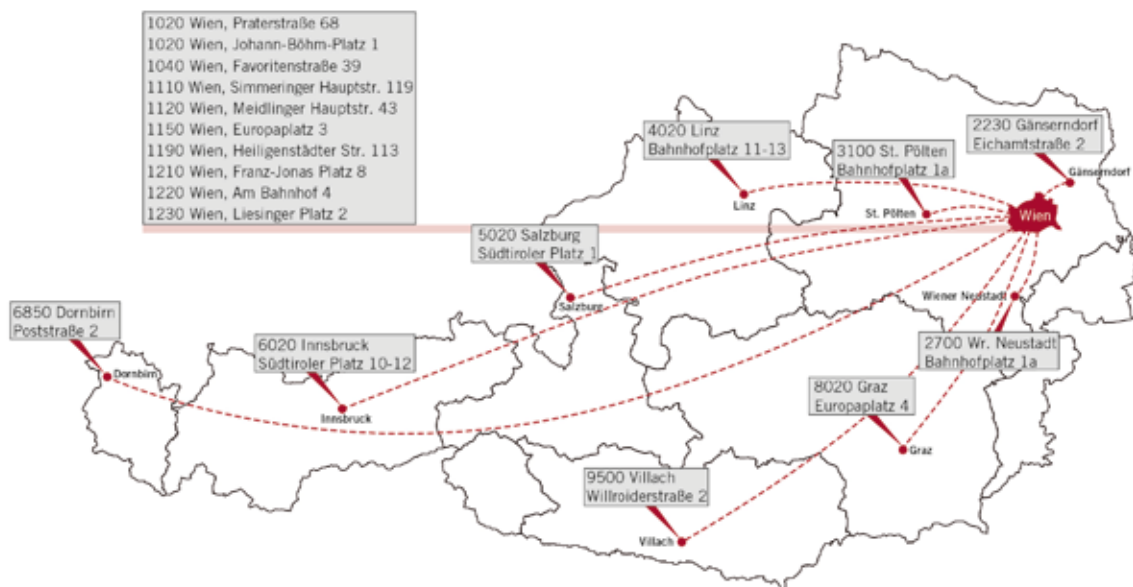 1020 Wien, Praterstraße 68
1020 Wien, Johann-Böhm-Platz 1
1040 Wien, Favoritenstraße 39
1110 Wien, Simmeringer Hauptstr. 119
1120 Wien, Meidlinger Hauptstr. 43
1150 Wien, Europaplatz 3
1190 Wien, Heiligenstädter Str. 113
1210 Wien, Franz-Jonas Platz 8
1220 Wien, Am Bahnhof 4
1230 Wien, Liesinger Platz 2
4020 Linz
Bahnhofplatz 11-13
Linz
3100 St. Pölten
Bahnhofplatz 1a
St. Pölten
2230 Gänserndorf
Eichamtstraße 2
Gänserndorf
Wien
5020 Salzburg
Südtiroler Platz 1
Salzburg
Wiener Neustadt
2700 Wr. Neustadt
Bahnhofplatz 1a
6850 Dornbirn
Poststraße 2
Dornbirn
6020 Innsbruck
Südtiroler Platz 10-12
Innsbruck
8020 Graz
Europaplatz 4
Graz
9500 Villach
Willroiderstraße 2
Villach